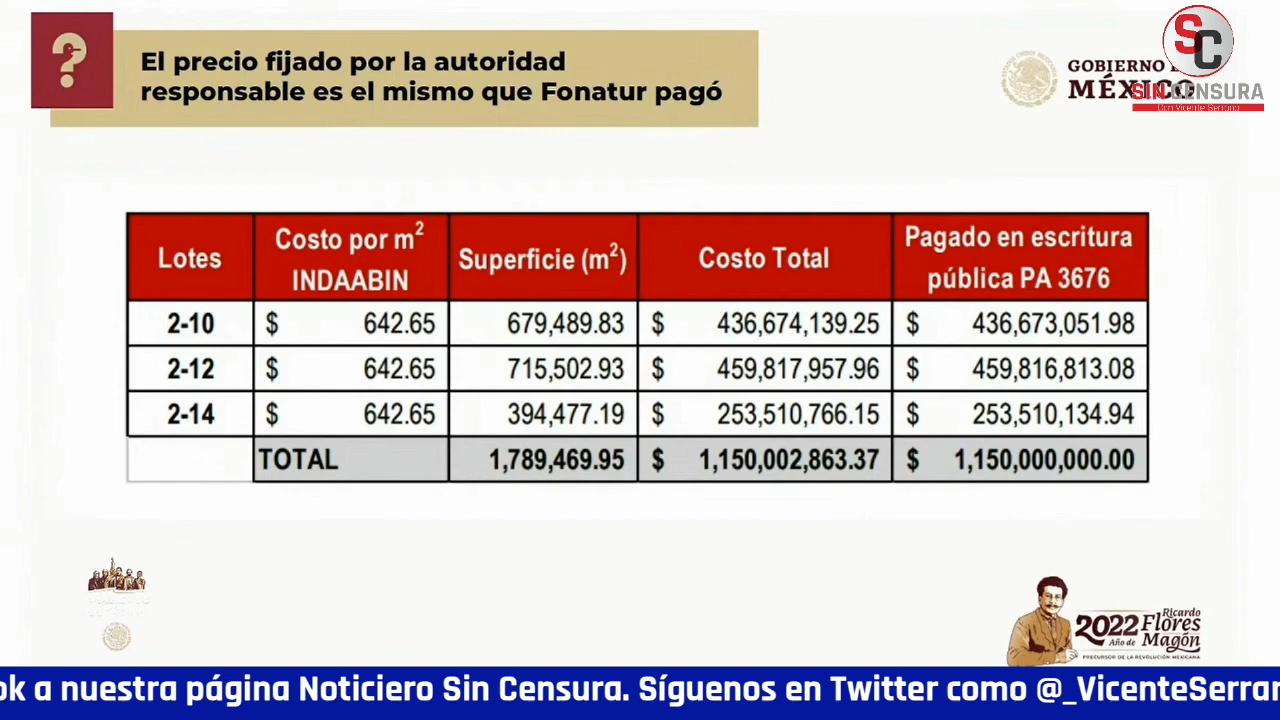 El precio fijado por la autoridad
responsable es el mismo que Fonatur pagó
GOBIERNO
MÉXICO
SC
SIN CENSURA
Con Vicente Serrano
Lotes
Costo por m2
INDAABIN
Superficie (m2)
Costo Total
Pagado en escritura
pública PA 3676
2-10 $ 642.65 679,489.83 $ 436,674,139.25 $ 436,673,051.98
2-12 $ 642.65 715,502.93 $ 459,817,957.96 $ 459,816,813.08
2-14 $ 642.65 394,477.19 $ 253,510,766.15 $ 253,510,134.94
TOTAL 1,789,469.95 $ 1,150,002,863.37 $ 1,150,000,000.00
2022 Ricardo
Flores
Año de Magón
PRECURSOR DE LA REVOLUCIÓN MEXICANA
ok a nuestra página Noticiero Sin Censura. Síguenos en Twitter como @_VicenteSerran